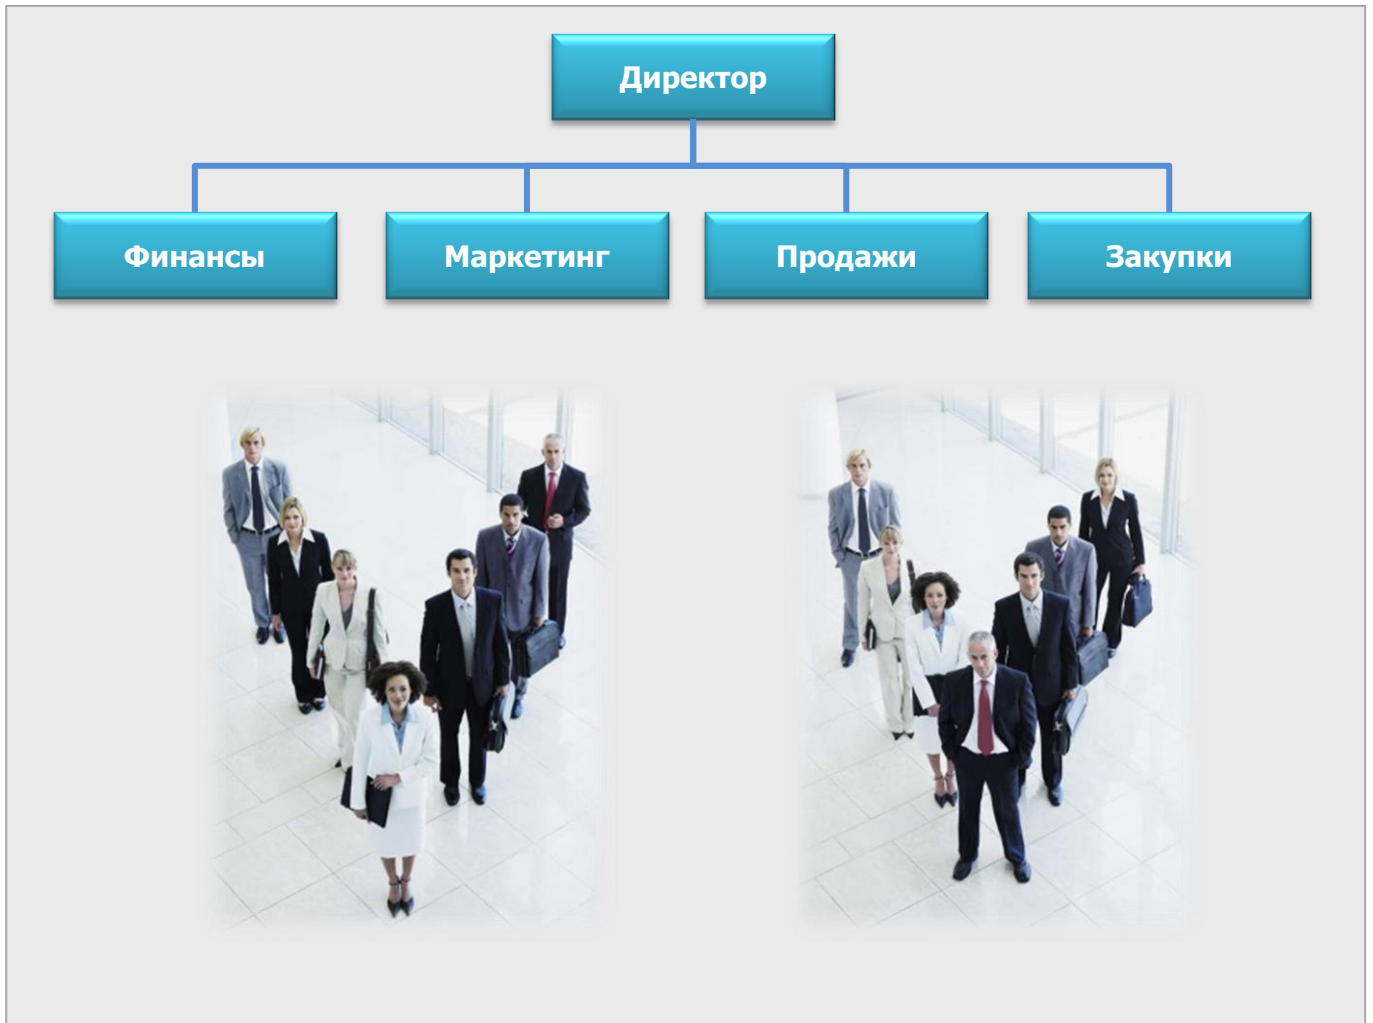 Директор
Финансы
Маркетинг
Продажи
Закупки